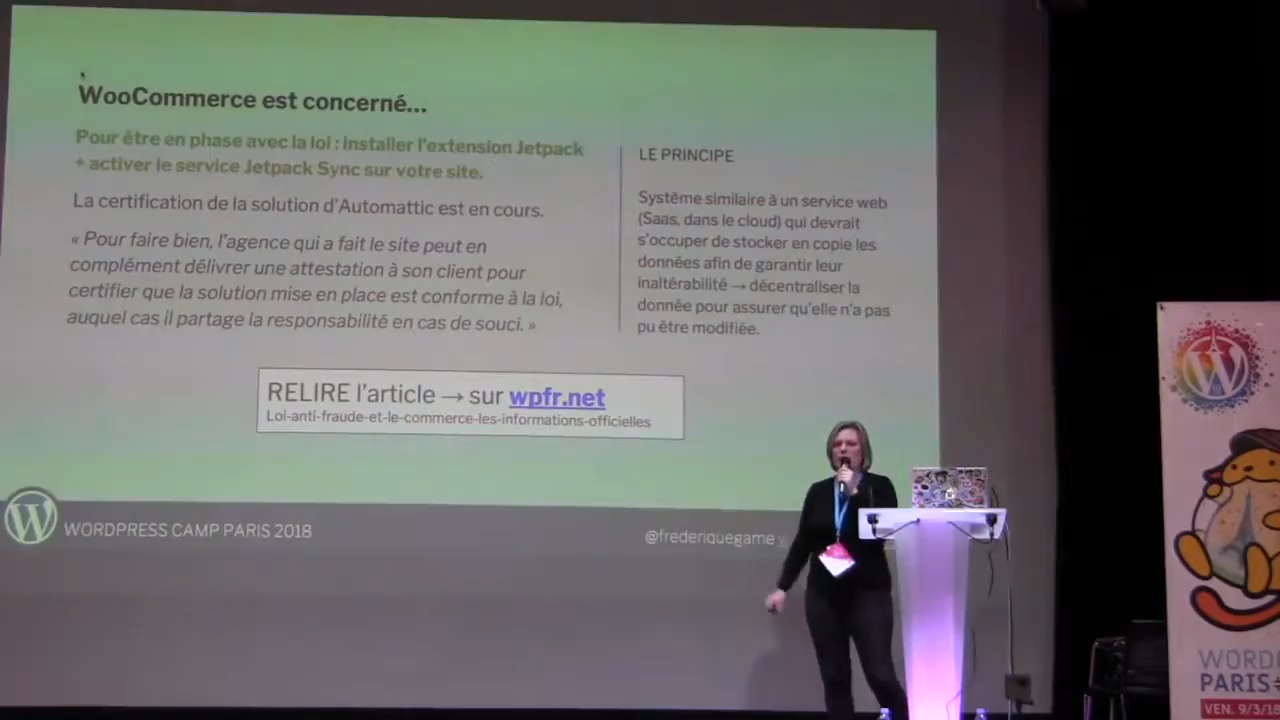 WooCommerce est concerné...
Pour être en phase avec la loi : installer l'extension Jetpack
+ activer le service Jetpack Sync sur votre site.
La certification de la solution d'Automattic est en cours.
« Pour faire bien, l'agence qui a fait le site peut en
complément délivrer une attestation à son client pour
certifier que la solution mise en place est conforme à la loi,
auquel cas il partage la responsabilité en cas de souci. »
LE PRINCIPE
Système similaire à un service web
(Saas, dans le cloud) qui devrait
s'occuper de stocker en copie les
données afin de garantir leur
inaltérabilité → décentraliser la
donnée pour assurer qu'elle n'a pas
pu être modifiée.
RELIRE l'article → sur wpfr.net
Loi-anti-fraude-et-le-commerce-les-informations-officielles
WORDPRESS CAMP PARIS 2018
@frederiquegame
WORD
PARIS
VEN. 9/3/18